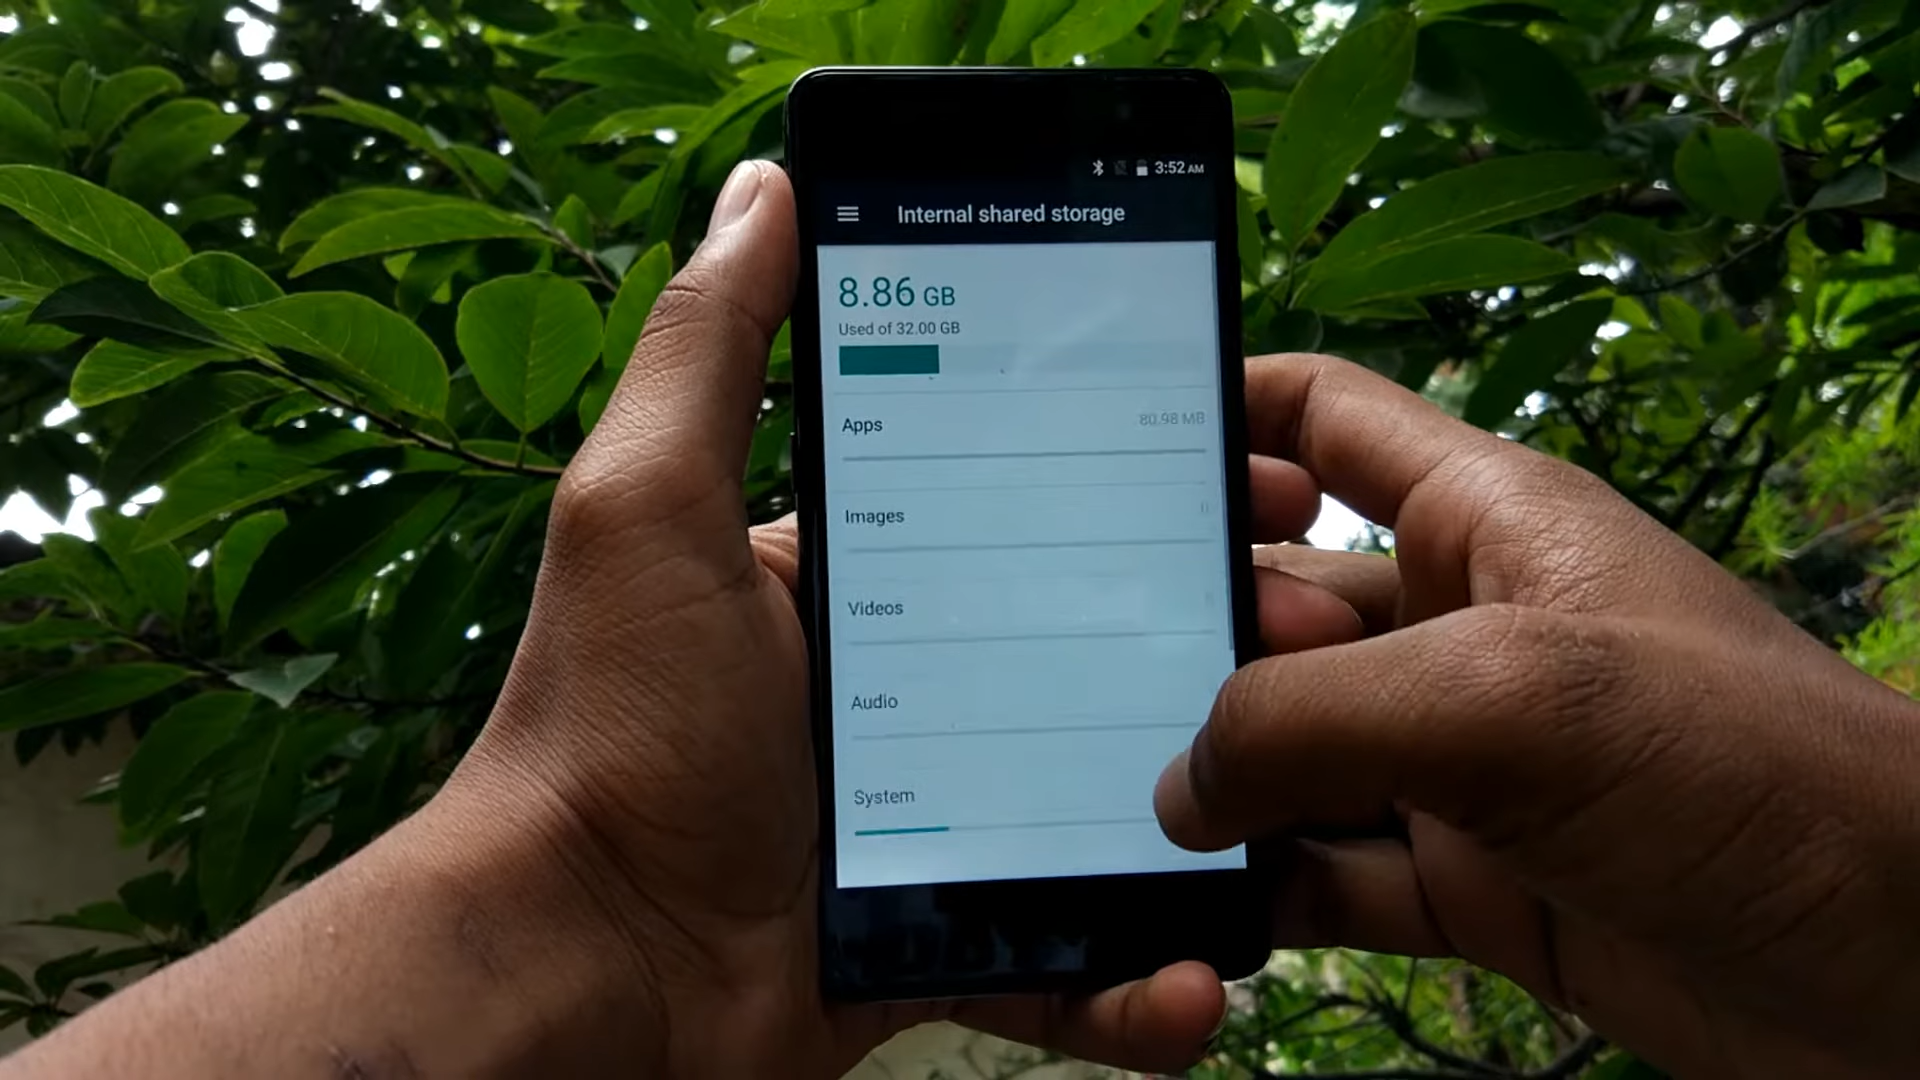 3:52 AM
Internal shared storage
8.86 GB
Used of 32.00 GB
Apps 80.98 MB
Images 0
Videos
Audio
System